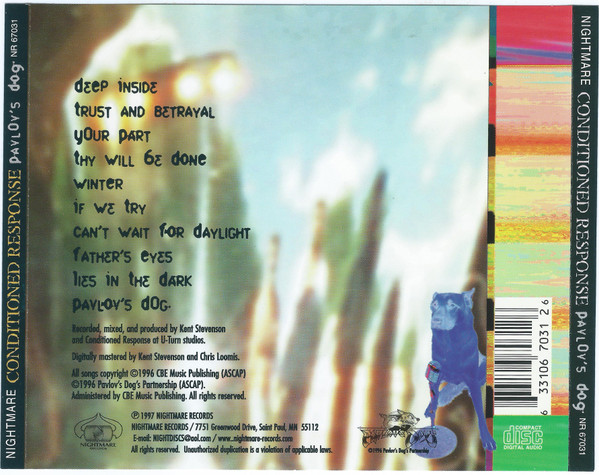 NIGHTMARE CONDITIONED RESPONSE PAVLOV'S DOG. NR 67031
DEEP INSIDE
TRUST AND BETRAYAL
YOUR PART
THY WILL BE DONE
WINTER
IF WE TRY
CAN'T WAIT FOR DAYLIGHT
FATHER'S EYES
LIES IN THE DARK
PAVLOV'S DOG.
Recorded, mixed, and produced by Kent Stevenson
and Conditioned Response at U-Turn studios.
Digitally mastered by Kent Stevenson and Chris Loomis.
All songs copyright ©1996 CBE Music Publishing (ASCAP)
©1996 Pavlov's Dog's Partnership (ASCAP).
Administered by CBE Music Publishing. All rights reserved.
NIGHTMARE
℗ 1997 NIGHTMARE RECORDS
NIGHTMARE RECORDS / 7751 Greenwood Drive, Saint Paul, MN 55112
E-mail: NIGHTDISCS@aol.com / www.nightmare-records.com
All rights reserved. Unauthorized duplication is a violation of applicable laws.
©1996 Pavlov's Dog's Partnership
6 33106 7031 2 6
COMPACT
disc
DIGITAL AUDIO
NIGHTMARE CONDITIONED RESPONSE PAVLOV'S DOG. NR 67031